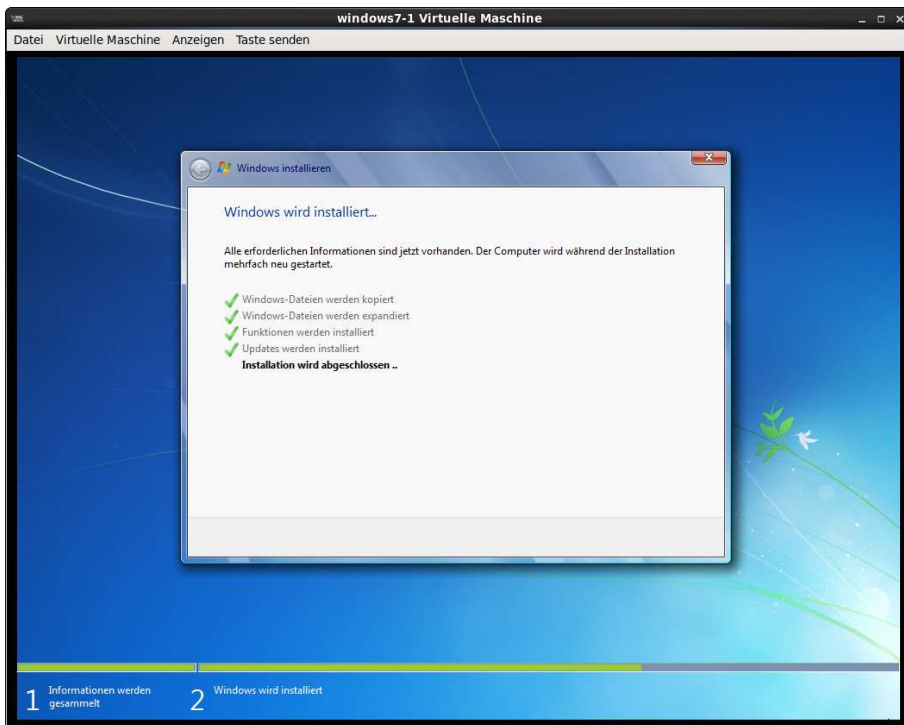 windows7-1 Virtuelle Maschine
Datei Virtuelle Maschine Anzeigen Taste senden
Windows installieren
Windows wird installiert...
Alle erforderlichen Informationen sind jetzt vorhanden. Der Computer wird während der Installation
mehrfach neu gestartet.
Windows-Dateien werden kopiert
Windows-Dateien werden expandiert
Funktionen werden installiert
Updates werden installiert
Installation wird abgeschlossen ..
1 Informationen werden
gesammelt
2 Windows wird installiert